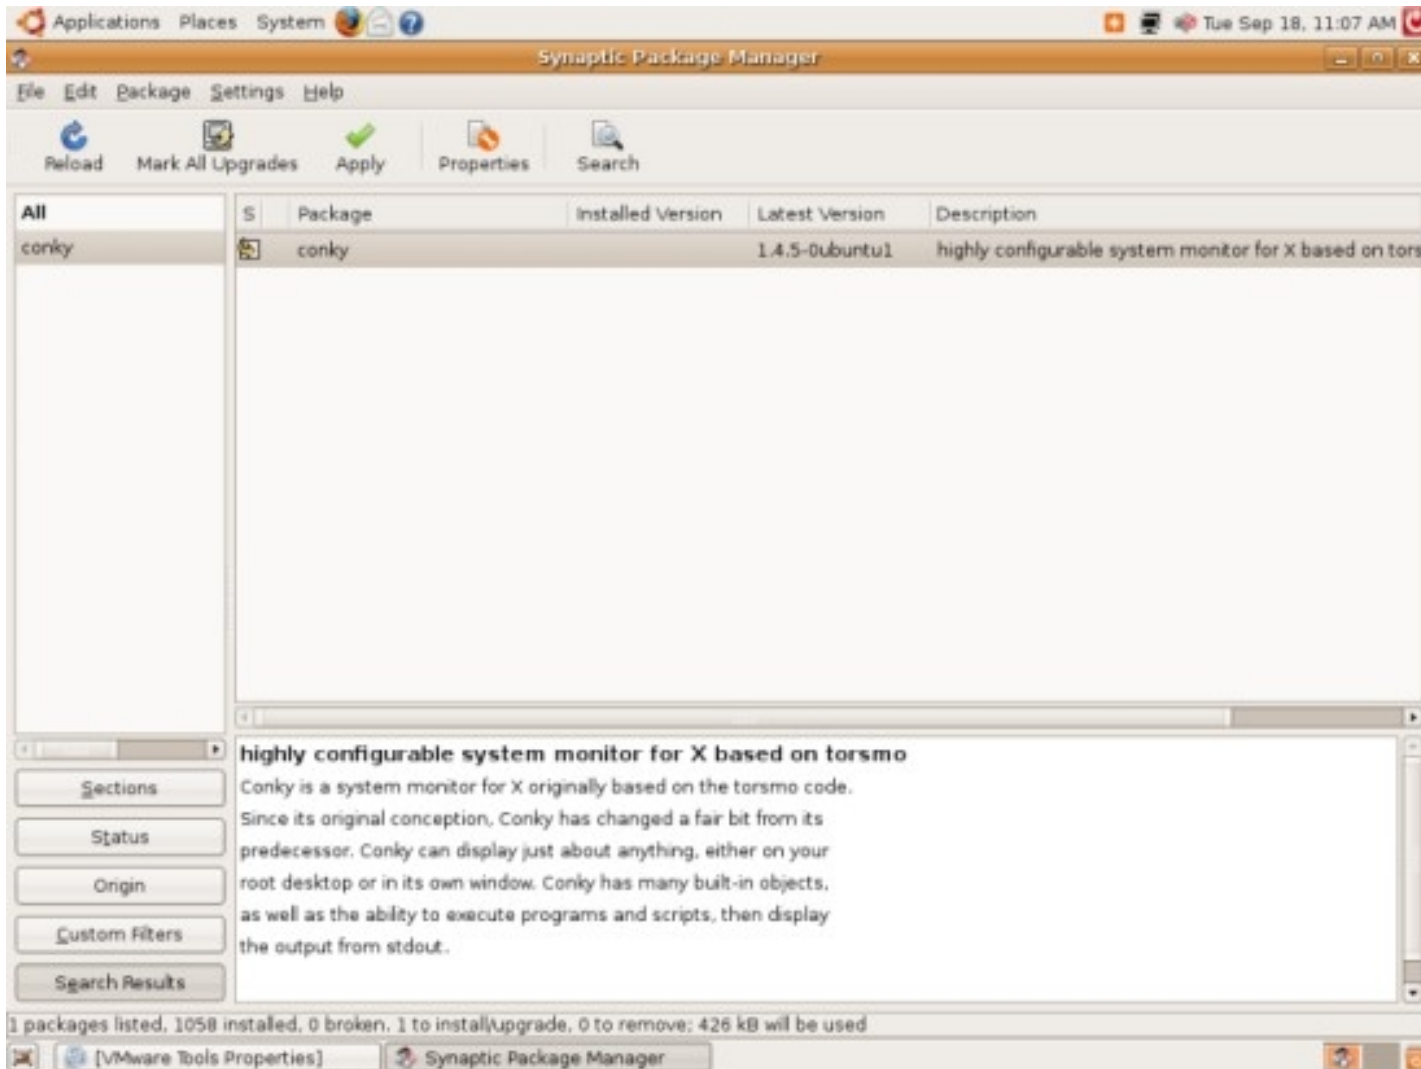 Applications Places System Tue Sep 18, 11:07 AM
Synaptic Package Manager
File Edit Package Settings Help
Reload Mark All Upgrades Apply Properties Search
All
conky
S Package Installed Version Latest Version Description
conky 1.4.5-0ubuntu1 highly configurable system monitor for X based on tors
highly configurable system monitor for X based on torsmo
Conky is a system monitor for X originally based on the torsmo code.
Since its original conception, Conky has changed a fair bit from its
predecessor. Conky can display just about anything, either on your
root desktop or in its own window. Conky has many built-in objects,
as well as the ability to execute programs and scripts, then display
the output from stdout.
Sections
Status
Origin
Custom Filters
Search Results
1 packages listed, 1058 installed, 0 broken. 1 to install/upgrade, 0 to remove; 426 kB will be used
[VMware Tools Properties] Synaptic Package Manager